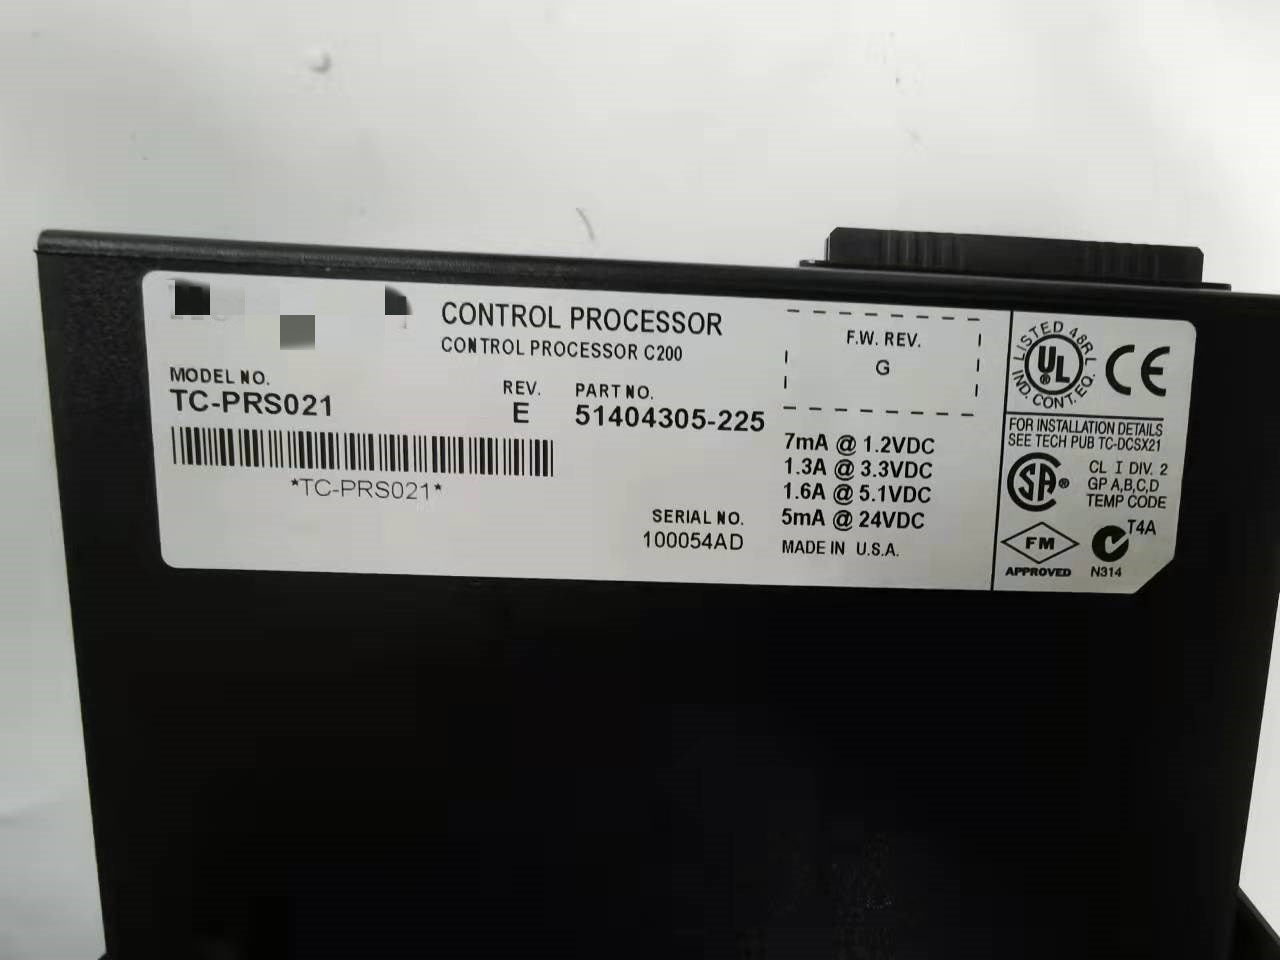 CONTROL PROCESSOR
CONTROL PROCESSOR C200
MODEL NO.
TC-PRS021
REV.
E
PART NO.
51404305-225
*TC-PRS021*
SERIAL NO.
100054AD
F.W. REV.
G
7mA @ 1.2VDC
1.3A @ 3.3VDC
1.6A @ 5.1VDC
5mA @ 24VDC
MADE IN U.S.A.
LISTED 48RL
UL
®
IND. CONT. EQ.
CE
FOR INSTALLATION DETAILS
SEE TECH PUB TC-DCSX21
SA ®
CL I DIV. 2
GP A,B,C,D
TEMP CODE
T4A
FM
APPROVED
N314